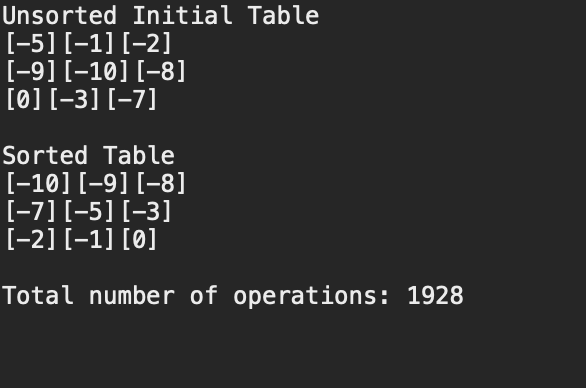 Unsorted Initial Table
[-5][-1][-2]
[-9][-10][-8]
[0][-3][-7]
Sorted Table
[-10][-9][-8]
[-7][-5][-3]
[-2][-1][0]
Total number of operations: 1928